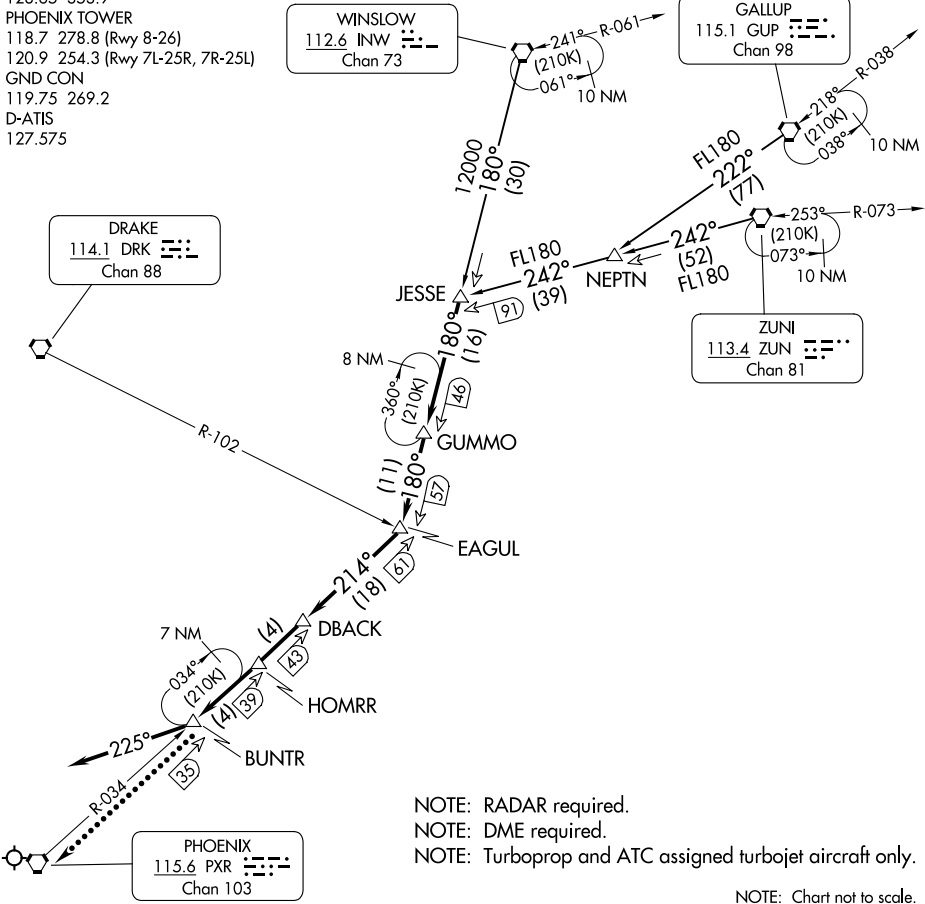 PHOENIX TOWER
118.7 278.8 (Rwy 8-26)
120.9 254.3 (Rwy 7L-25R, 7R-25L)
GND CON
119.75 269.2
D-ATIS
127.575
WINSLOW
112.6 INW
Chan 73
241° R-061
(210K)
061°
10 NM
GALLUP
115.1 GUP
Chan 98
R-038
218°
(210K)
038°
10 NM
12000
180°
(30)
FL180
222°
(77)
DRAKE
114.1 DRK
Chan 88
253° R-073
(210K)
073°
10 NM
242°
(52)
FL180
FL180
242°
(39)
NEPTN
JESSE
91
ZUNI
113.4 ZUN
Chan 81
180°
(16)
8 NM
360°
(210K)
46
GUMMO
R-102
(11)
180°
57
EAGUL
61
214°
(18)
DBACK
(4)
43
7 NM
034°
(210K)
HOMRR
39
(4)
BUNTR
225°
35
R-034
PHOENIX
115.6 PXR
Chan 103
NOTE: RADAR required.
NOTE: DME required.
NOTE: Turboprop and ATC assigned turbojet aircraft only.
NOTE: Chart not to scale.